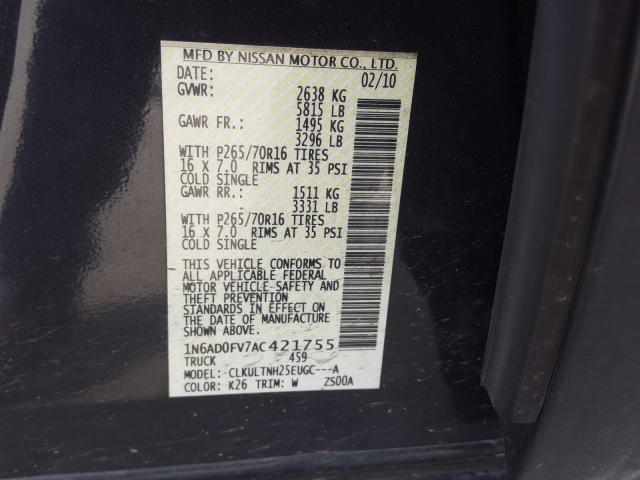 MFD BY NISSAN MOTOR CO., LTD.
DATE: 02/10
GVWR: 2638 KG
5815 LB
GAWR FR.: 1495 KG
3296 LB
WITH P265/70R16 TIRES
16 X 7.0 RIMS AT 35 PSI
COLD SINGLE
GAWR RR.: 1511 KG
3331 LB
WITH P265/70R16 TIRES
16 X 7.0 RIMS AT 35 PSI
COLD SINGLE
THIS VEHICLE CONFORMS TO
ALL APPLICABLE FEDERAL
MOTOR VEHICLE-SAFETY AND
THEFT PREVENTION
STANDARDS IN EFFECT ON
THE DATE OF MANUFACTURE
SHOWN ABOVE.
1N6AD0FV7AC421755
TRUCK 459
MODEL: CLKULTNH25EUGC---A
COLOR: K26 TRIM: W ZS00A